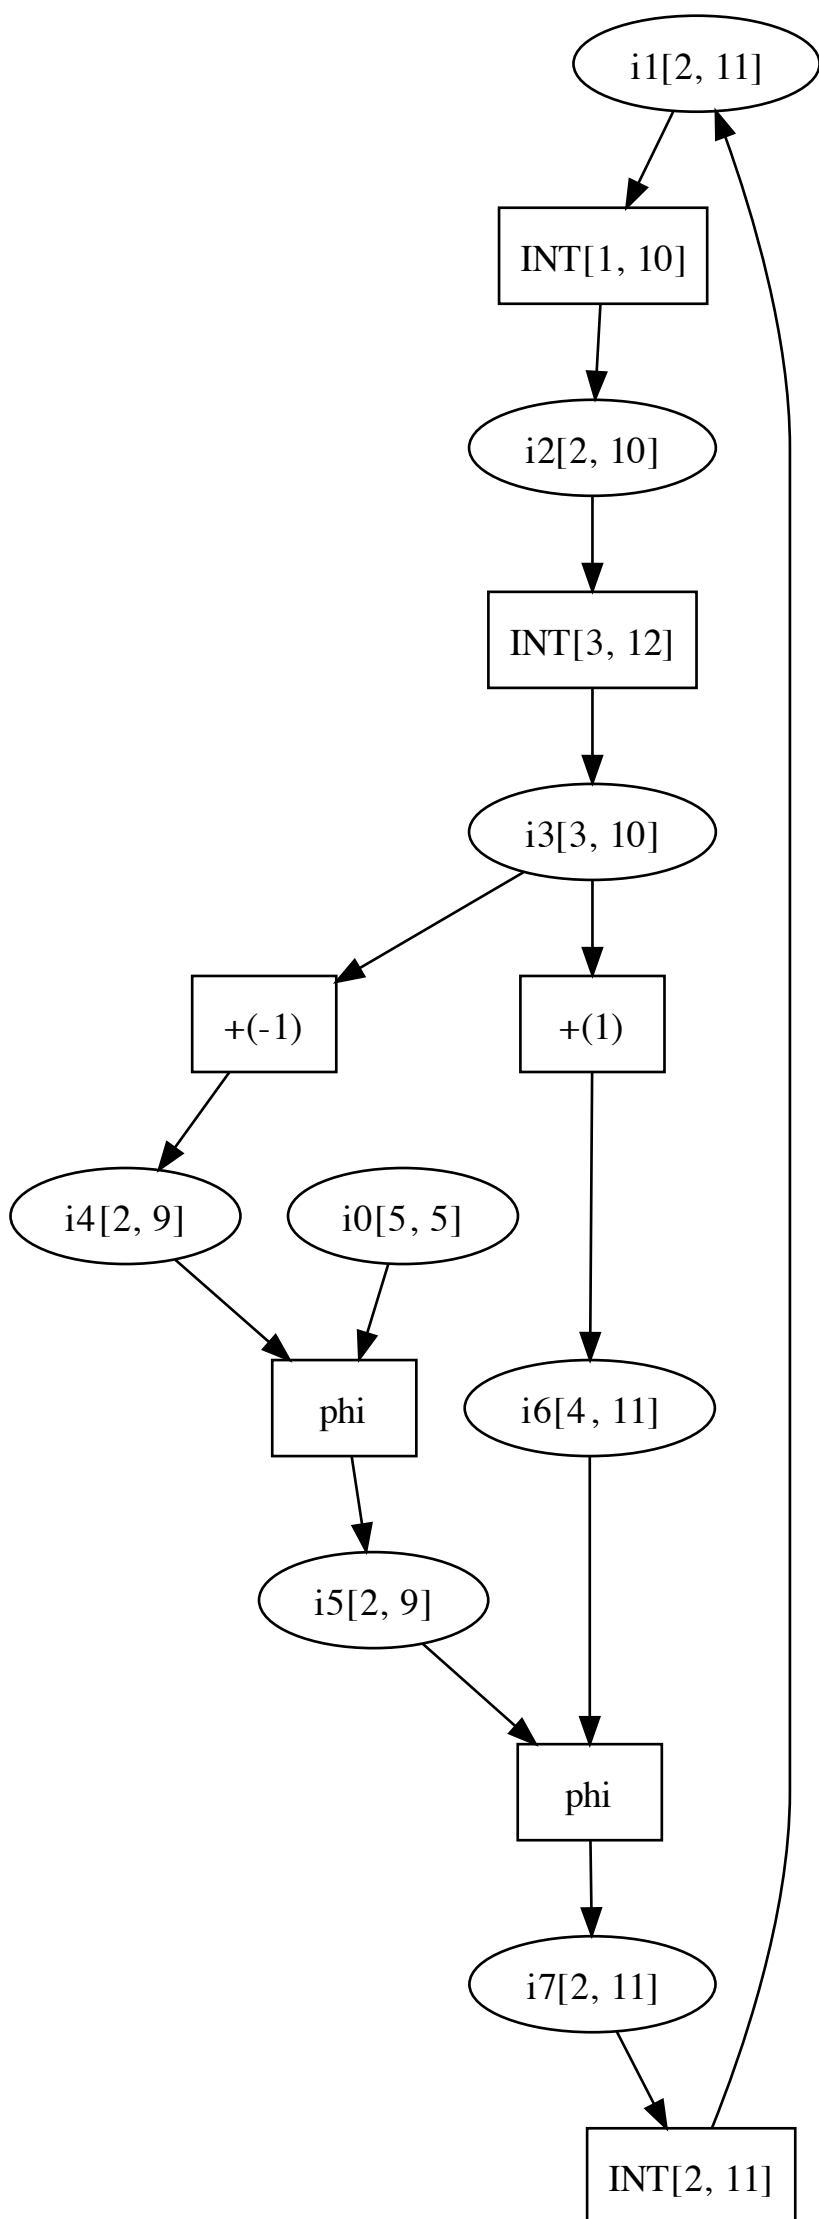 i1[2, 11]
INT[1, 10]
i2[2, 10]
INT[3, 12]
i3[3, 10]
+(-1)
+(1)
i4[2, 9]
i0[5, 5]
phi
i6[4, 11]
i5[2, 9]
phi
i7[2, 11]
INT[2, 11]